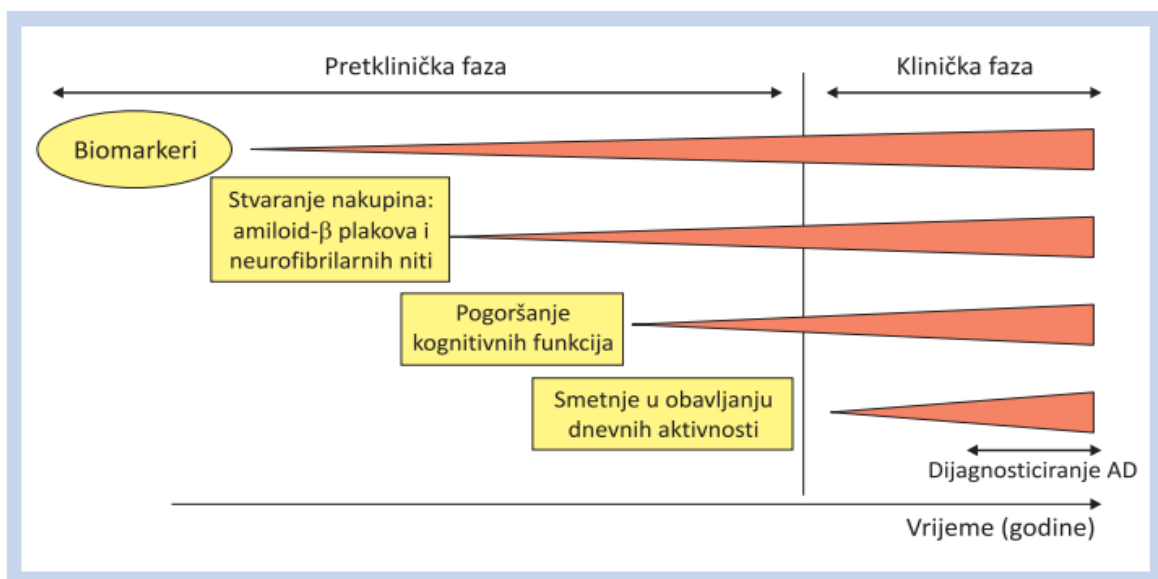 Pretklinička faza
Klinička faza
Biomarkeri
Stvaranje nakupina:
amiloid-β plakova i
neurofibrilarnih niti
Pogoršanje
kognitivnih funkcija
Smetnje u obavljanju
dnevnih aktivnosti
Dijagnosticiranje AD
Vrijeme (godine)